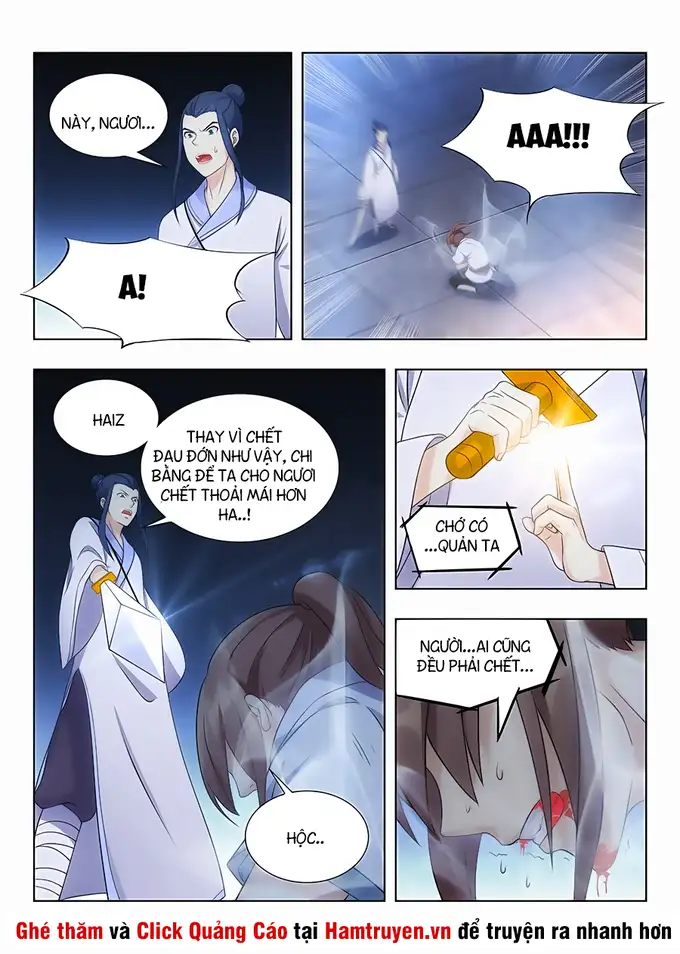 NÀY, NGƯƠI...
AAA!!!
A!
HAIZ
THAY VÌ CHẾT
ĐAU ĐỚN NHƯ VẬY, CHI
BẰNG ĐỂ TA CHO NGƯƠI
CHẾT THOẢI MÁI HƠN
HA..!
HỘC..
CHỚ CÓ
...QUẢN TA
NGƯỜI...AI CŨNG
ĐỀU PHẢI CHẾT...
Ghé thăm và Click Quảng Cáo tại Hamtruyen.vn để truyện ra nhanh hơn